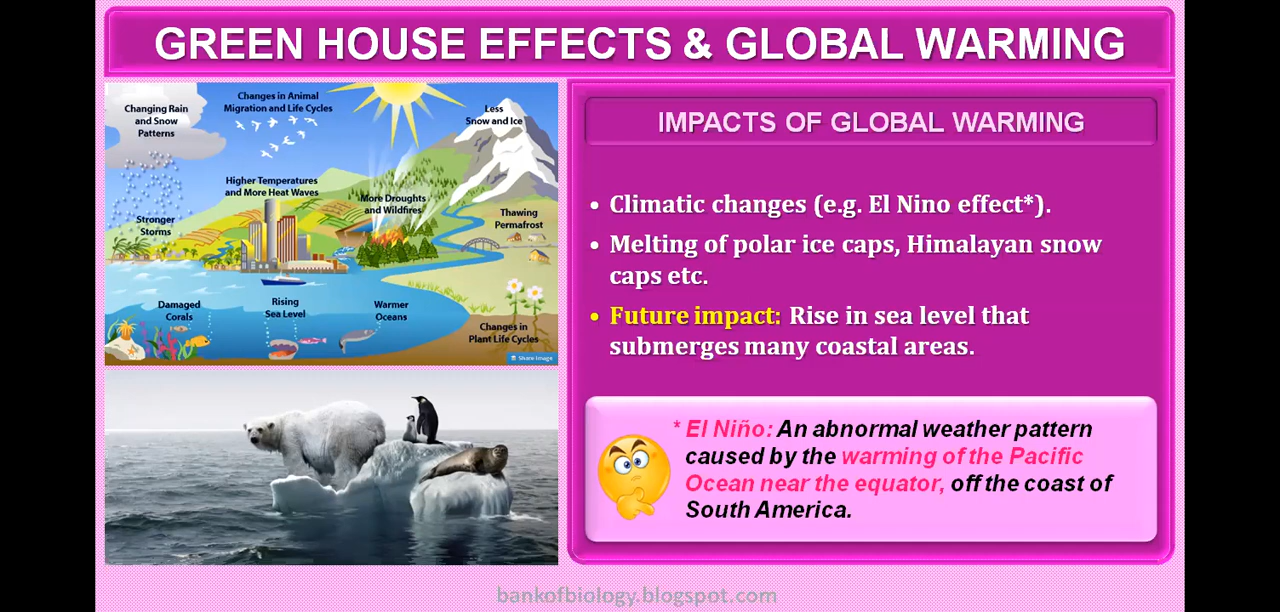 GREEN HOUSE EFFECTS & GLOBAL WARMING
Changing Rain
and Snow
Patterns
Changes in Animal
Migration and Life Cycles
Less
Snow and Ice
Higher Temperatures
and More Heat Waves
More Droughts
and Wildfires
Stronger
Storms
Thawing
Permafrost
Damaged
Corals
Rising
Sea Level
Warmer
Oceans
Changes in
Plant Life Cycles
Share image
IMPACTS OF GLOBAL WARMING
• Climatic changes (e.g. El Nino effect*).
• Melting of polar ice caps, Himalayan snow
caps etc.
• Future impact: Rise in sea level that
submerges many coastal areas.
* El Niño: An abnormal weather pattern
caused by the warming of the Pacific
Ocean near the equator, off the coast of
South America.
bankofbiology.blogspot.com